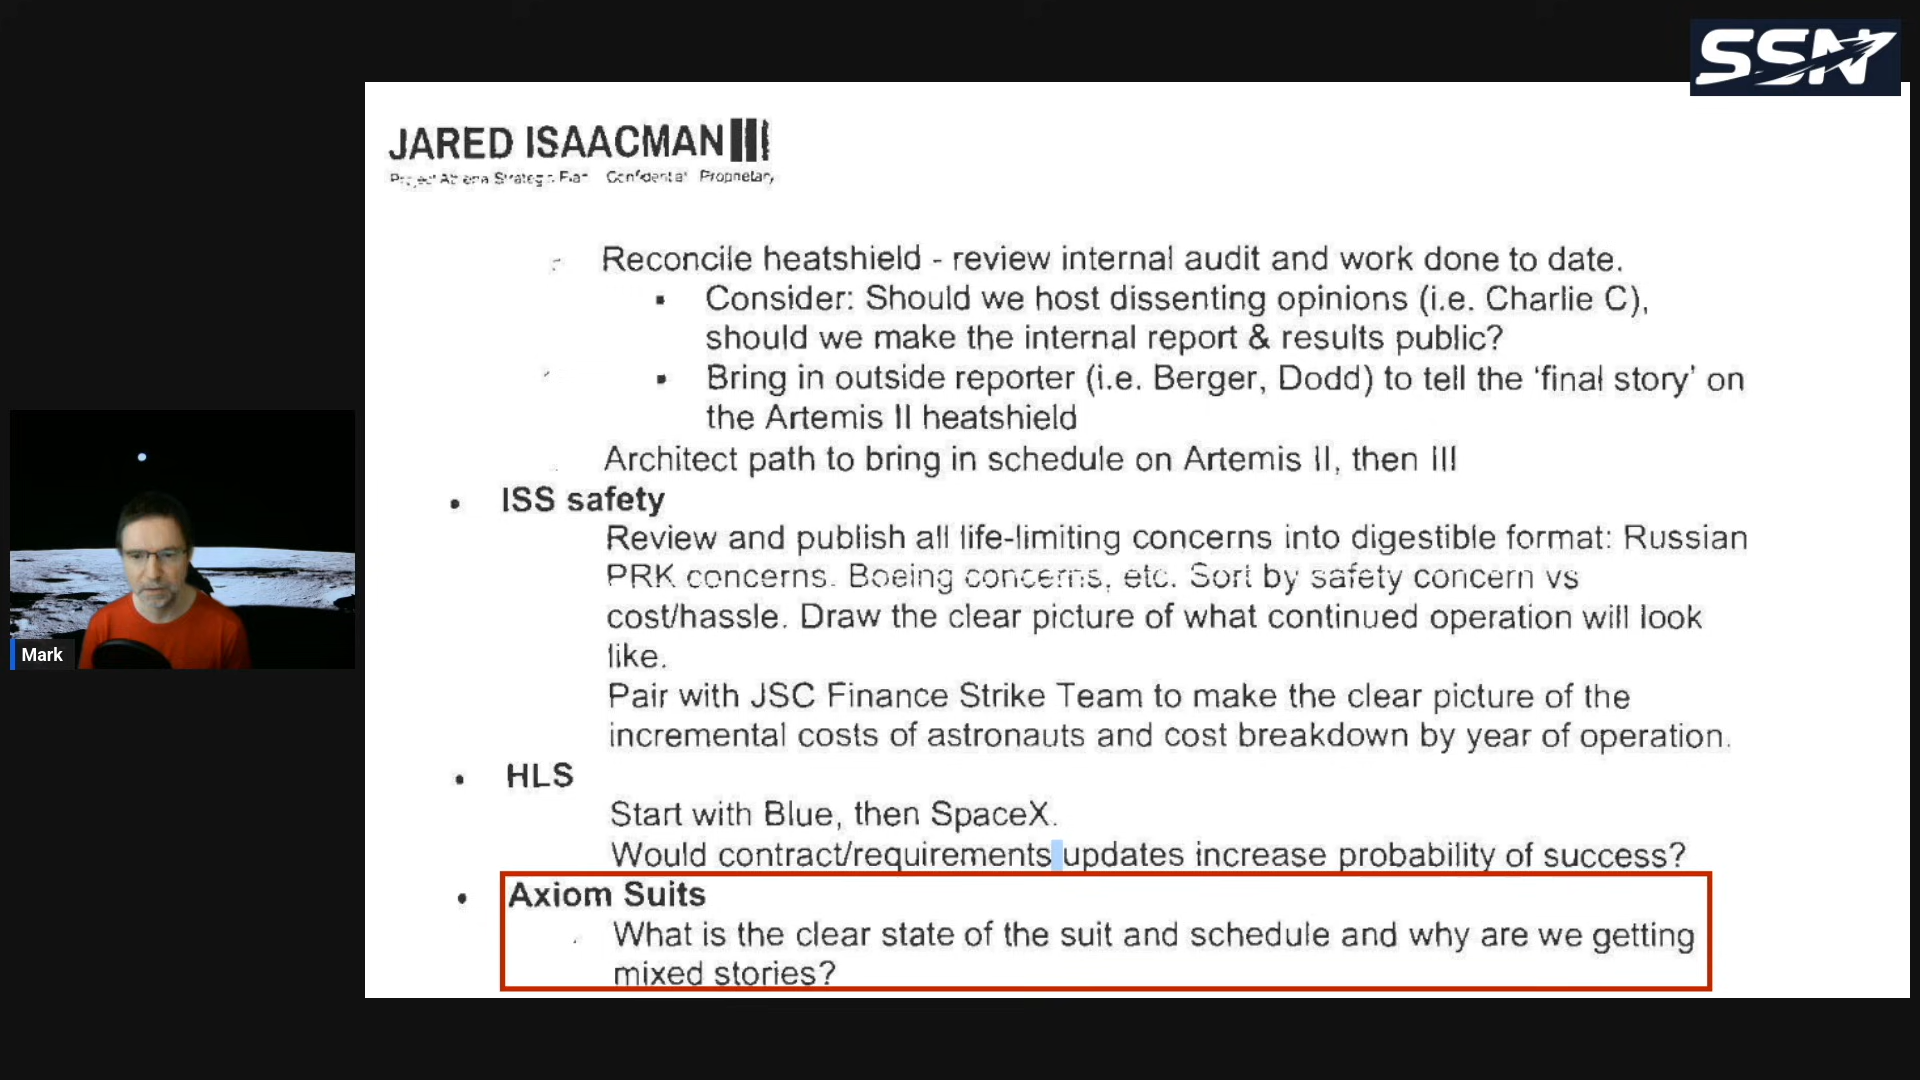 SSN
JARED ISAACMAN
Project Athena Strategic Plan Confidential Proprietary
Reconcile heatshield - review internal audit and work done to date.
▪ Consider: Should we host dissenting opinions (i.e. Charlie C),
should we make the internal report & results public?
▪ Bring in outside reporter (i.e. Berger, Dodd) to tell the ‘final story’ on
the Artemis II heatshield
Architect path to bring in schedule on Artemis II, then III
• ISS safety
Review and publish all life-limiting concerns into digestible format: Russian
PRK concerns. Boeing concerns, etc. Sort by safety concern vs
cost/hassle. Draw the clear picture of what continued operation will look
like.
Pair with JSC Finance Strike Team to make the clear picture of the
incremental costs of astronauts and cost breakdown by year of operation.
• HLS
Start with Blue, then SpaceX.
Would contract/requirements updates increase probability of success?
• Axiom Suits
What is the clear state of the suit and schedule and why are we getting
mixed stories?
Mark